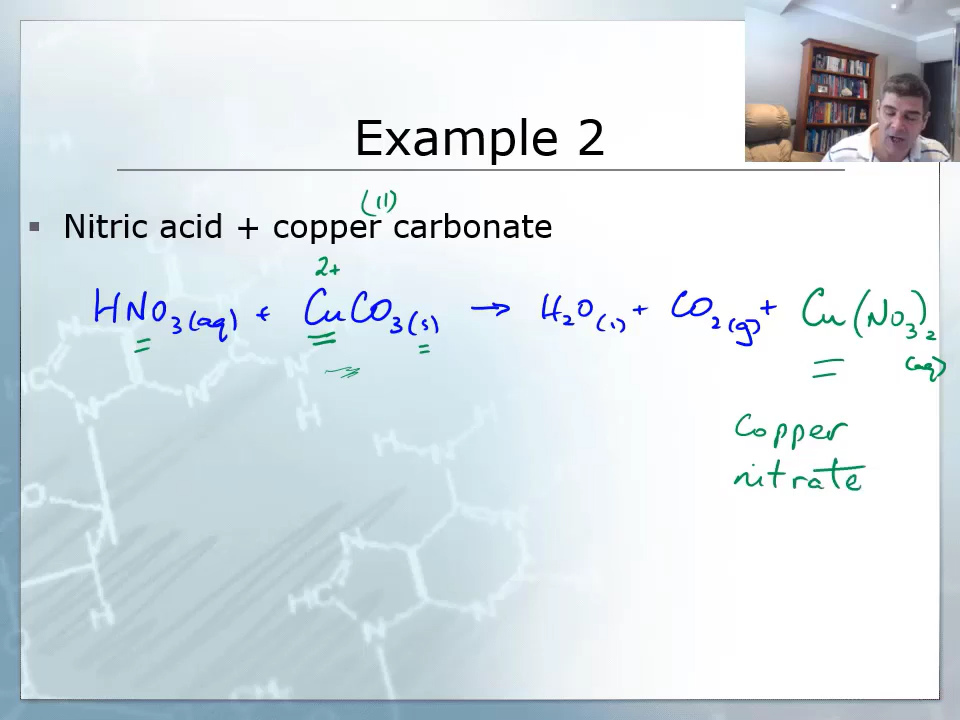 Example 2
(II)
Nitric acid + copper carbonate
2+
HNO3(aq) + CuCO3(s) → H2O(l) + CO2(g) + Cu(NO3)2
(aq)
Copper
nitrate